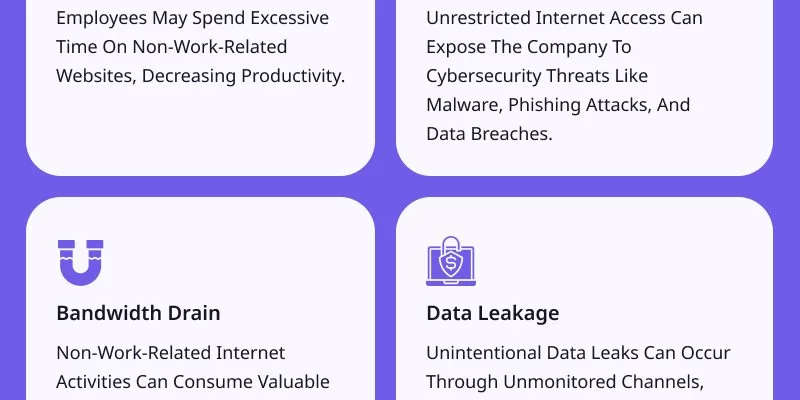 Employees May Spend Excessive
Time On Non-Work-Related
Websites, Decreasing Productivity.
Unrestricted Internet Access Can
Expose The Company To
Cybersecurity Threats Like
Malware, Phishing Attacks, And
Data Breaches.
Bandwidth Drain
Non-Work-Related Internet
Activities Can Consume Valuable
$
Data Leakage
Unintentional Data Leaks Can Occur
Through Unmonitored Channels,